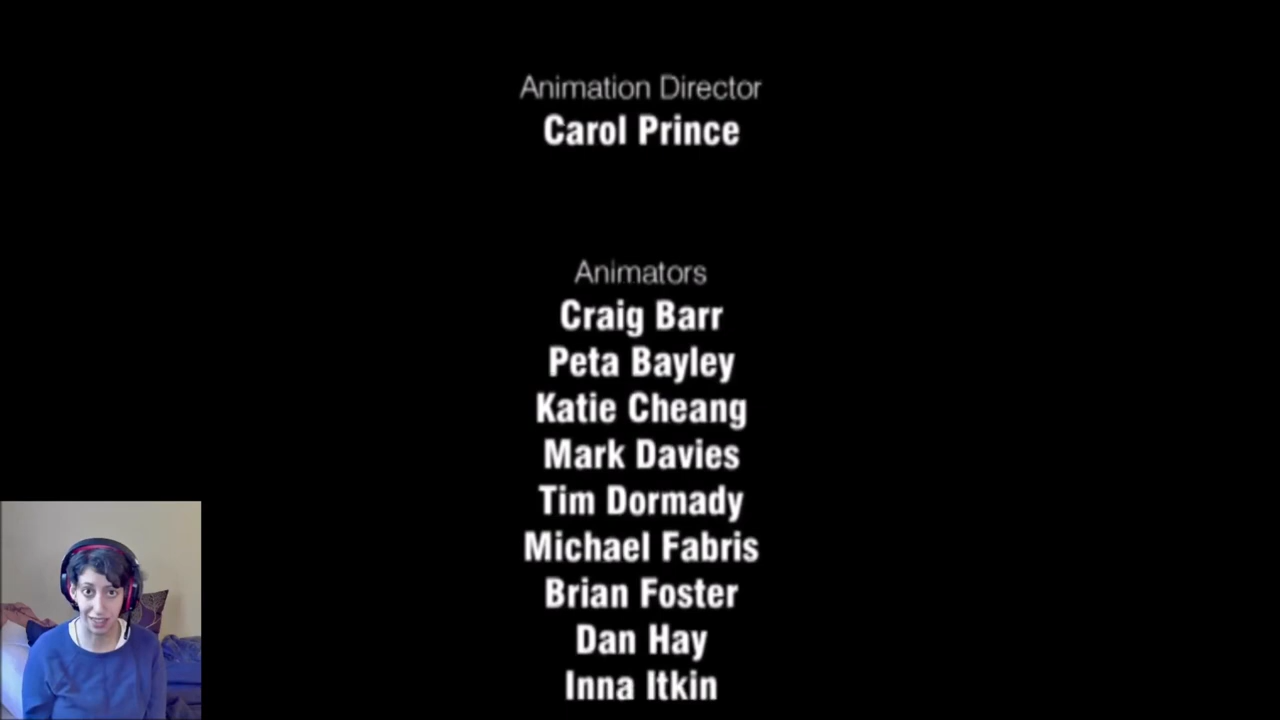 Animation Director
Carol Prince
Animators
Craig Barr
Peta Bayley
Katie Cheang
Mark Davies
Tim Dormady
Michael Fabris
Brian Foster
Dan Hay
Inna Itkin